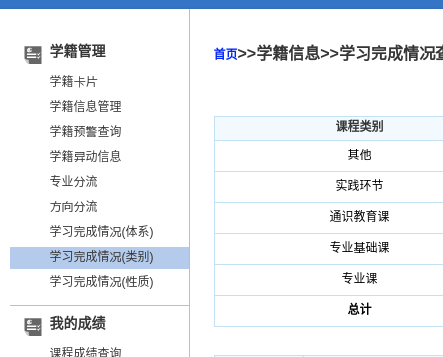 学籍管理
学籍卡片
学籍信息管理
学籍预警查询
学籍异动信息
专业分流
方向分流
学习完成情况(体系)
学习完成情况(类别)
学习完成情况(性质)
我的成绩
课程成绩查询
首页>>学籍信息>>学习完成情况查
课程类别
其他
实践环节
通识教育课
专业基础课
专业课
总计